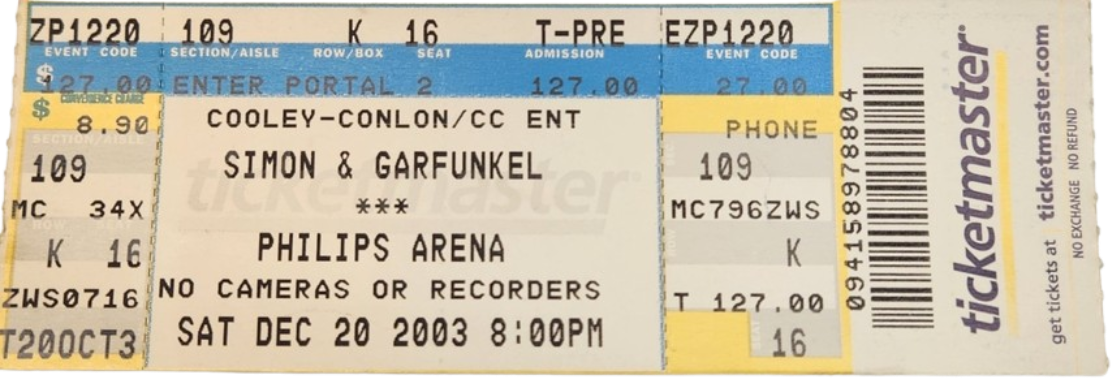 ZP1220 109 K 16 T-PRE EZP1220
EVENT CODE SECTION/AISLE ROW/BOX SEAT ADMISSION EVENT CODE
$ 127.00 ENTER PORTAL 2 127.00 27.00
$ CONVENIENCE CHARGE
8.90
SECTION/AISLE
109
MC 34X
K 16
ZWS0716
T20OCT3
COOLEY-CONLON/CC ENT
SIMON & GARFUNKEL
***
PHILIPS ARENA
NO CAMERAS OR RECORDERS
SAT DEC 20 2003 8:00PM
ticketmaster
PHONE
109
MC796ZWS
K
T 127.00
SEAT
16
094158978804
ticketmaster
get tickets at ticketmaster.com
NO EXCHANGE NO REFUND